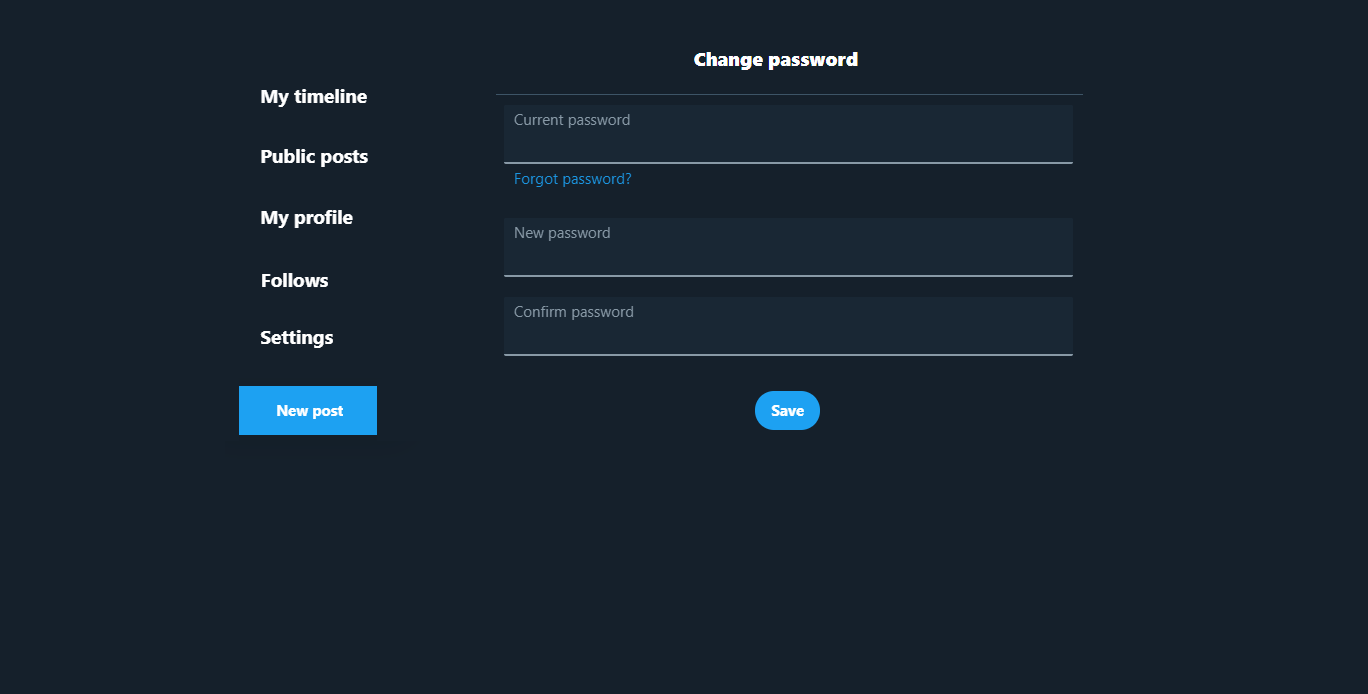 My timeline
Public posts
My profile
Follows
Settings
New post
Change password
Current password
Forgot password?
New password
Confirm password
Save